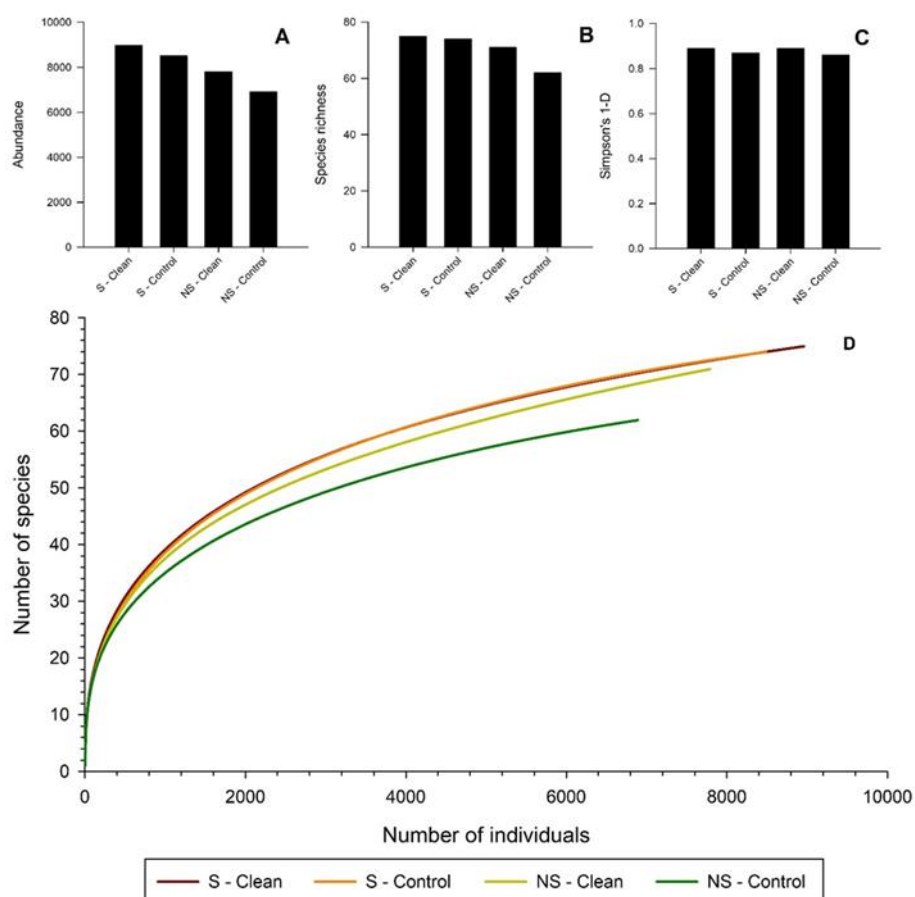 A
Abundance
10000
8000
6000
4000
2000
0
S - Clean
S - Control
NS - Clean
NS - Control
B
Species richness
80
60
40
20
0
S - Clean
S - Control
NS - Clean
NS - Control
C
Simpson's 1-D
1.0
0.8
0.6
0.4
0.2
0.0
S - Clean
S - Control
NS - Clean
NS - Control
D
Number of species
80
70
60
50
40
30
20
10
0
0 2000 4000 6000 8000 10000
Number of individuals
S - Clean S - Control NS - Clean NS - Control